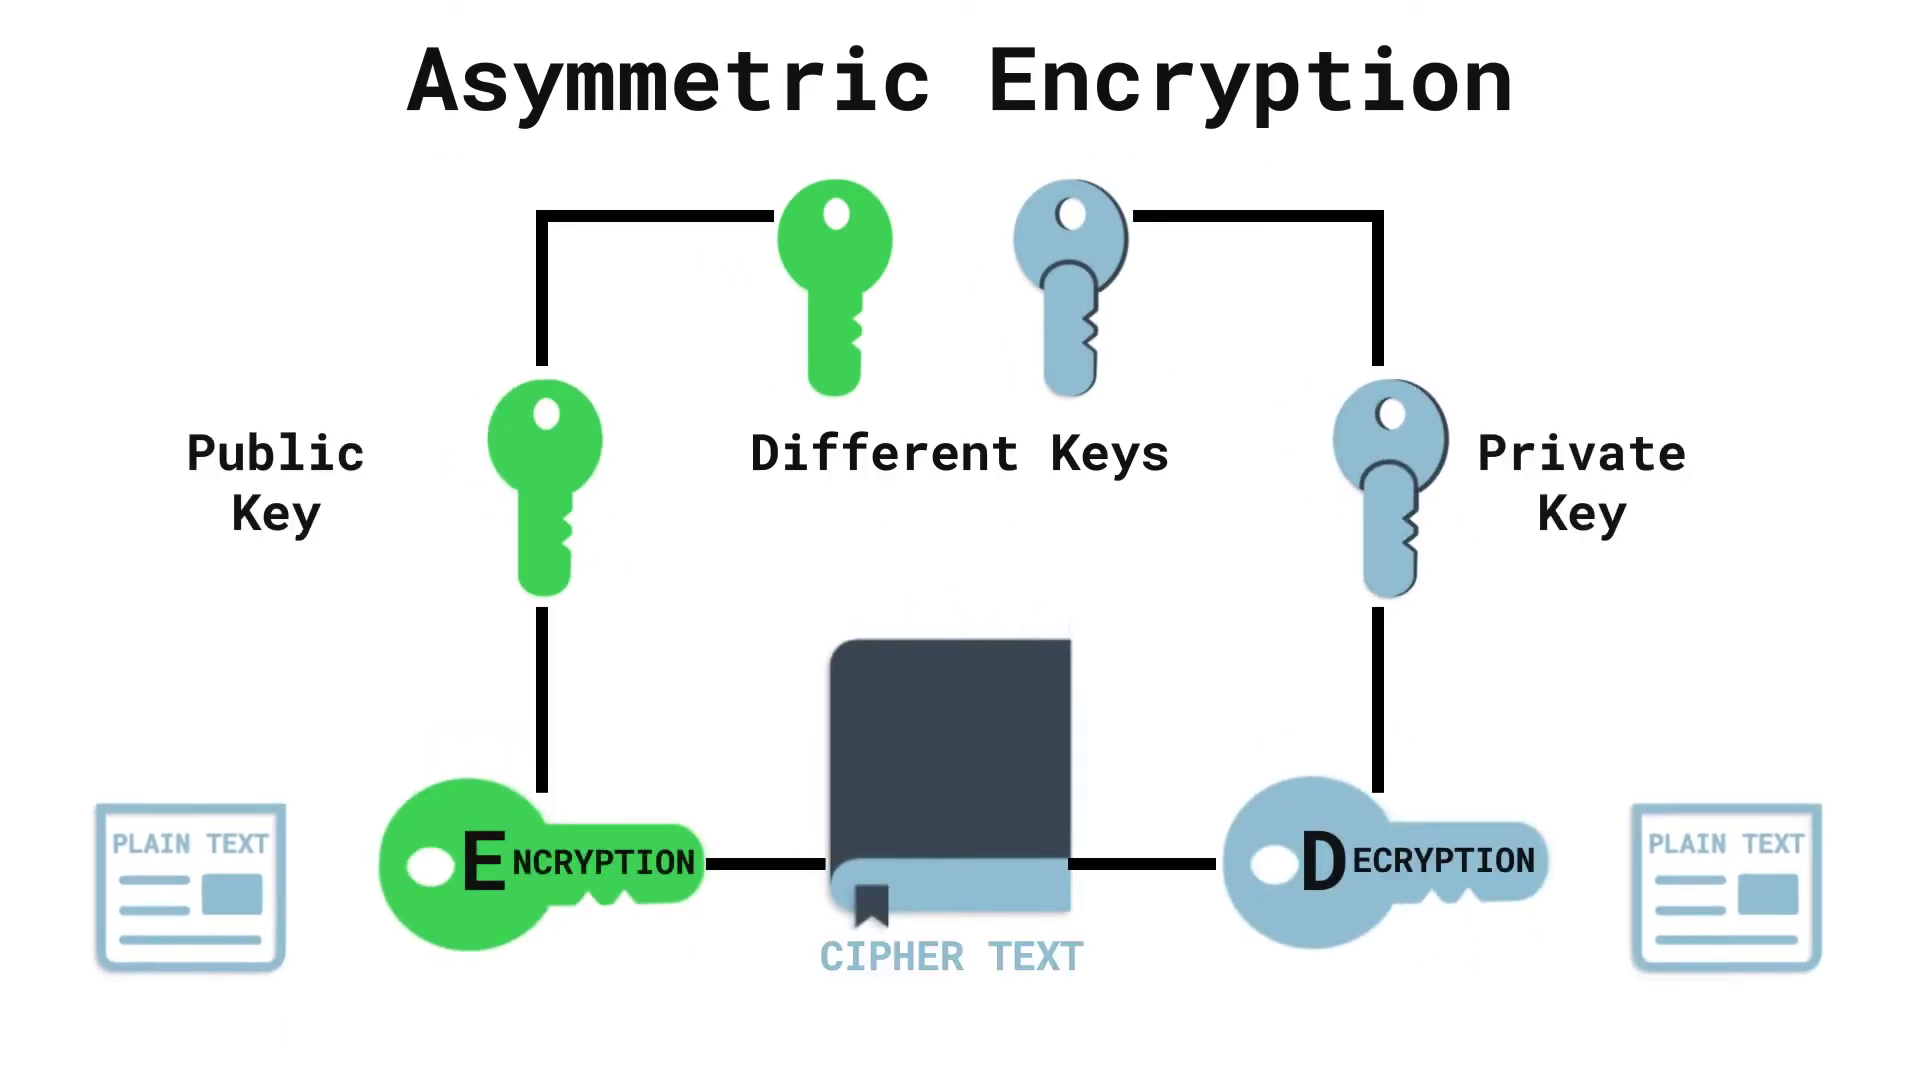 Asymmetric Encryption
Public
Key
Different Keys
Private
Key
PLAIN TEXT
ENCRYPTION
CIPHER TEXT
DECRYPTION
PLAIN TEXT